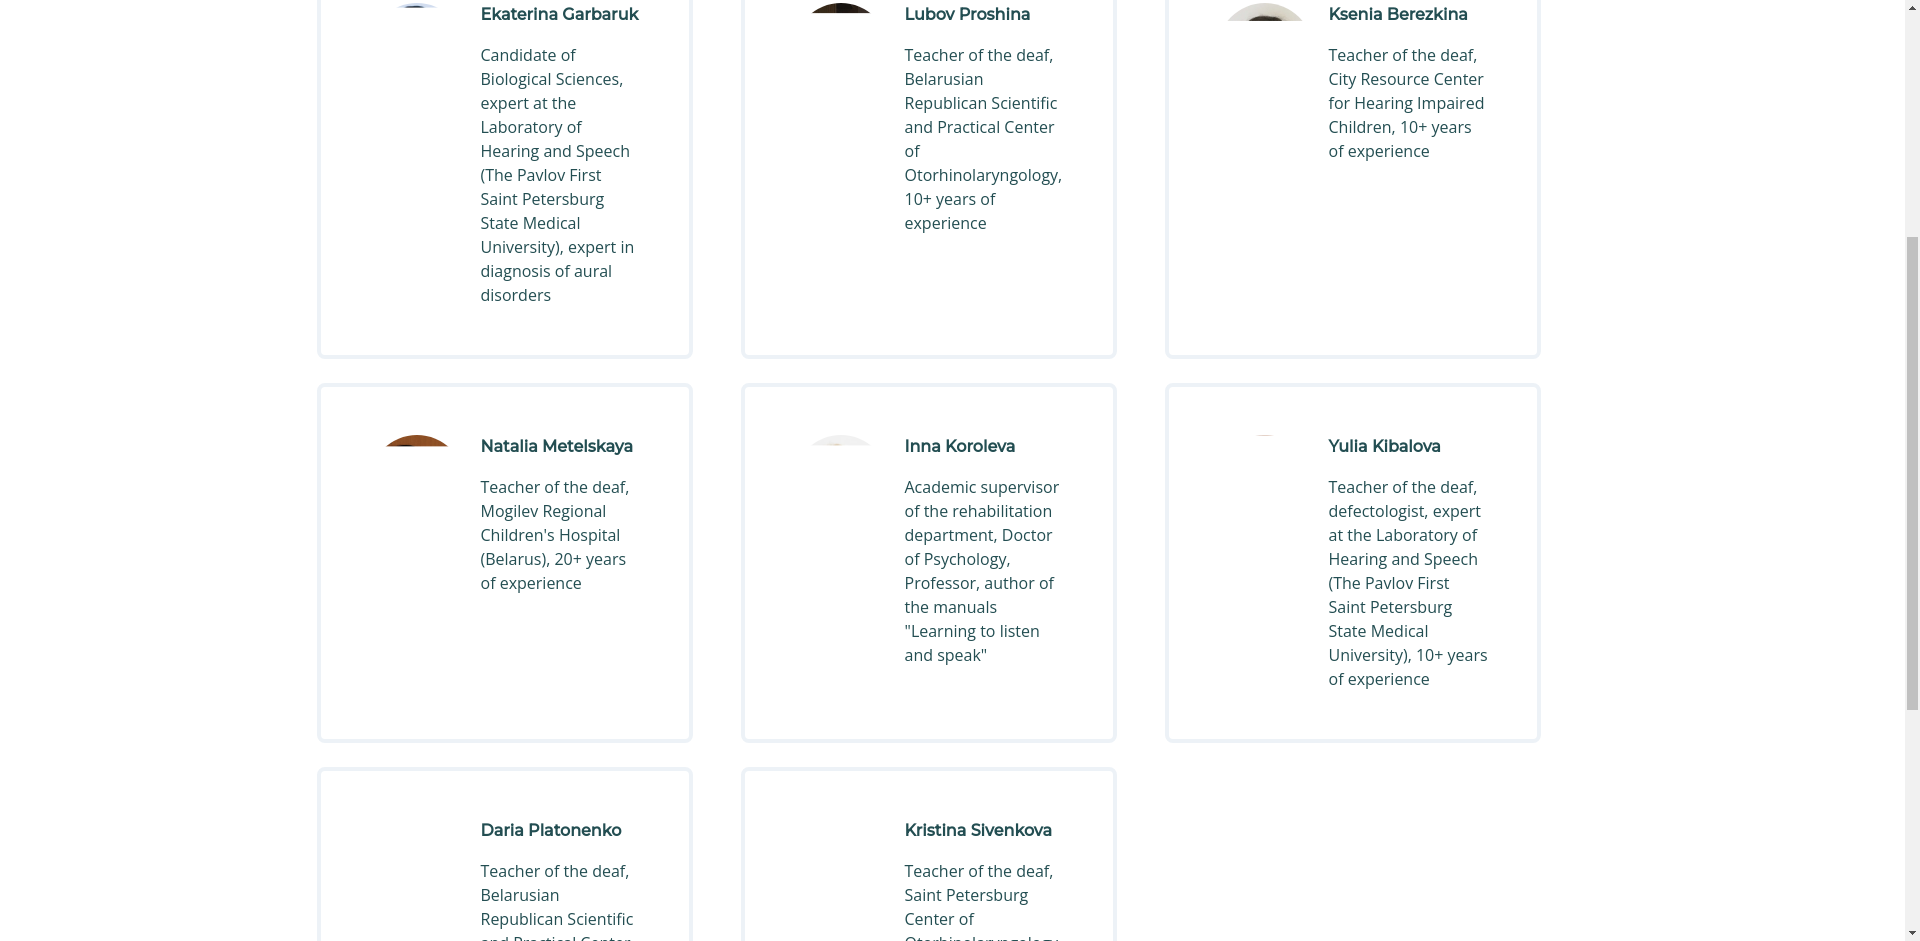 Ekaterina Garbaruk
Candidate of
Biological Sciences,
expert at the
Laboratory of
Hearing and Speech
(The Pavlov First
Saint Petersburg
State Medical
University), expert in
diagnosis of aural
disorders
Lubov Proshina
Teacher of the deaf,
Belarusian
Republican Scientific
and Practical Center
of
Otorhinolaryngology,
10+ years of
experience
Ksenia Berezkina
Teacher of the deaf,
City Resource Center
for Hearing Impaired
Children, 10+ years
of experience
Natalia Metelskaya
Teacher of the deaf,
Mogilev Regional
Children's Hospital
(Belarus), 20+ years
of experience
Inna Koroleva
Academic supervisor
of the rehabilitation
department, Doctor
of Psychology,
Professor, author of
the manuals
"Learning to listen
and speak"
Yulia Kibalova
Teacher of the deaf,
defectologist, expert
at the Laboratory of
Hearing and Speech
(The Pavlov First
Saint Petersburg
State Medical
University), 10+ years
of experience
Daria Platonenko
Teacher of the deaf,
Belarusian
Republican Scientific
and Practical Center
Kristina Sivenkova
Teacher of the deaf,
Saint Petersburg
Center of
Otorhinolaryngology